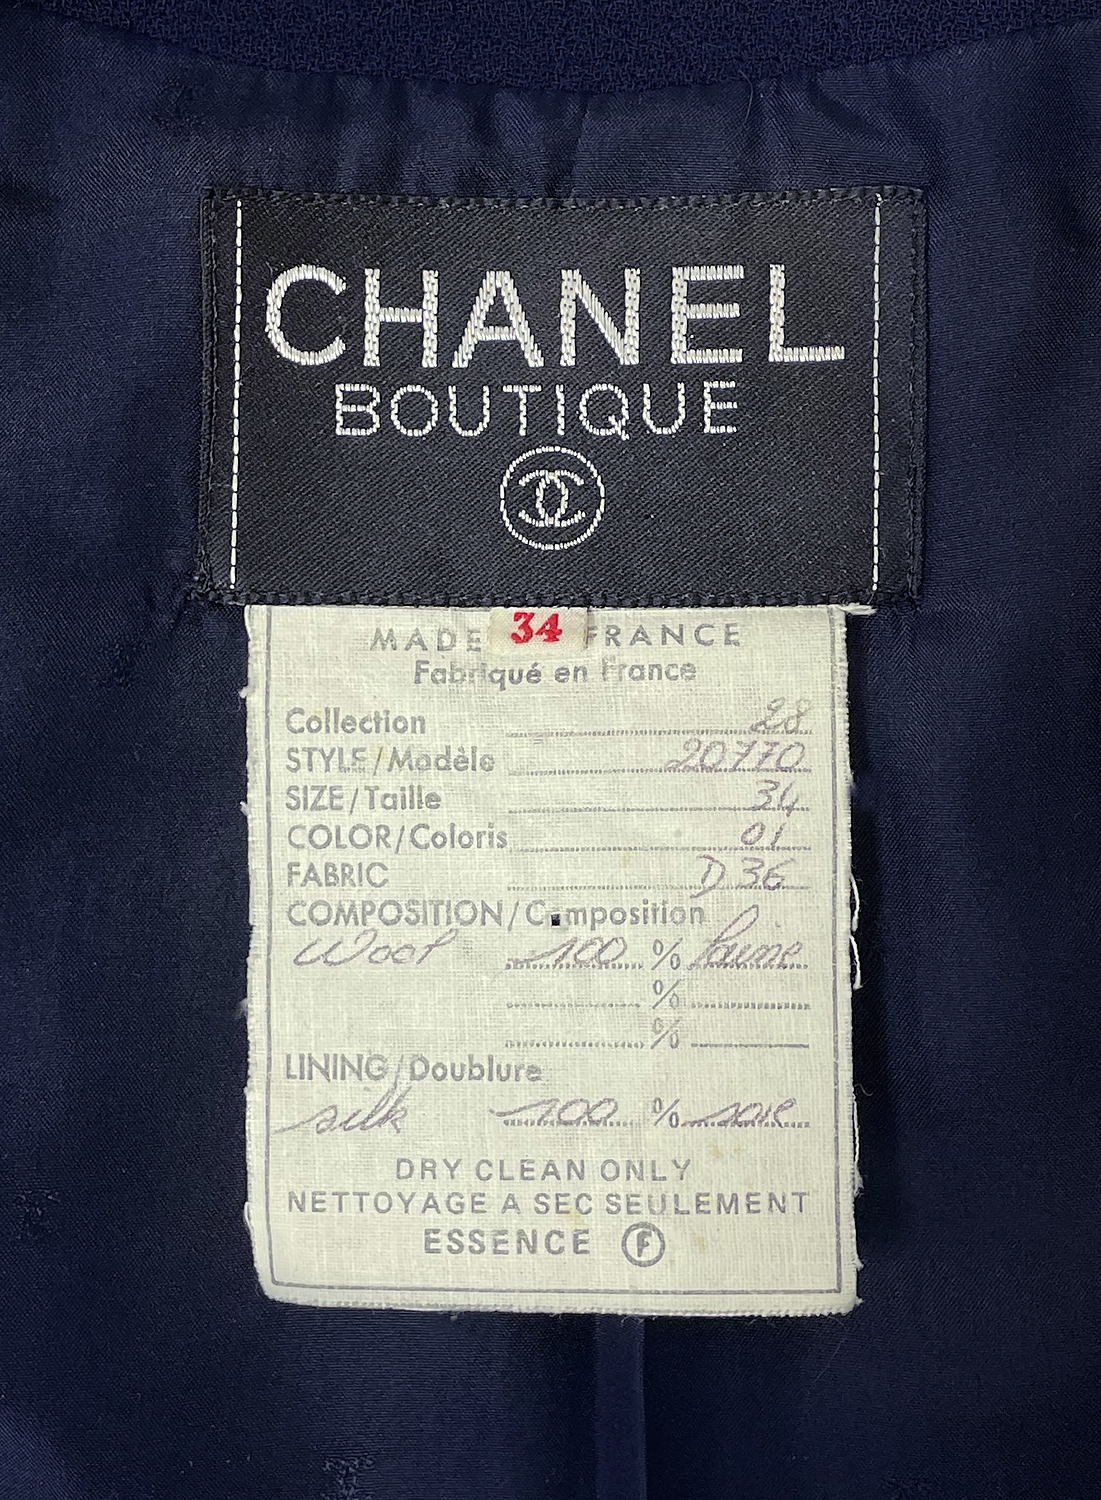 CHANEL
BOUTIQUE
MADE 34 FRANCE
Fabriqué en France
Collection 28
STYLE/Modèle 20770
SIZE/Taille 34
COLOR/Coloris 01
FABRIC D 36
COMPOSITION/Composition
Wool 100 % laine
%
%
LINING/Doublure
silk 100 % soie
DRY CLEAN ONLY
NETTOYAGE A SEC SEULEMENT
ESSENCE F